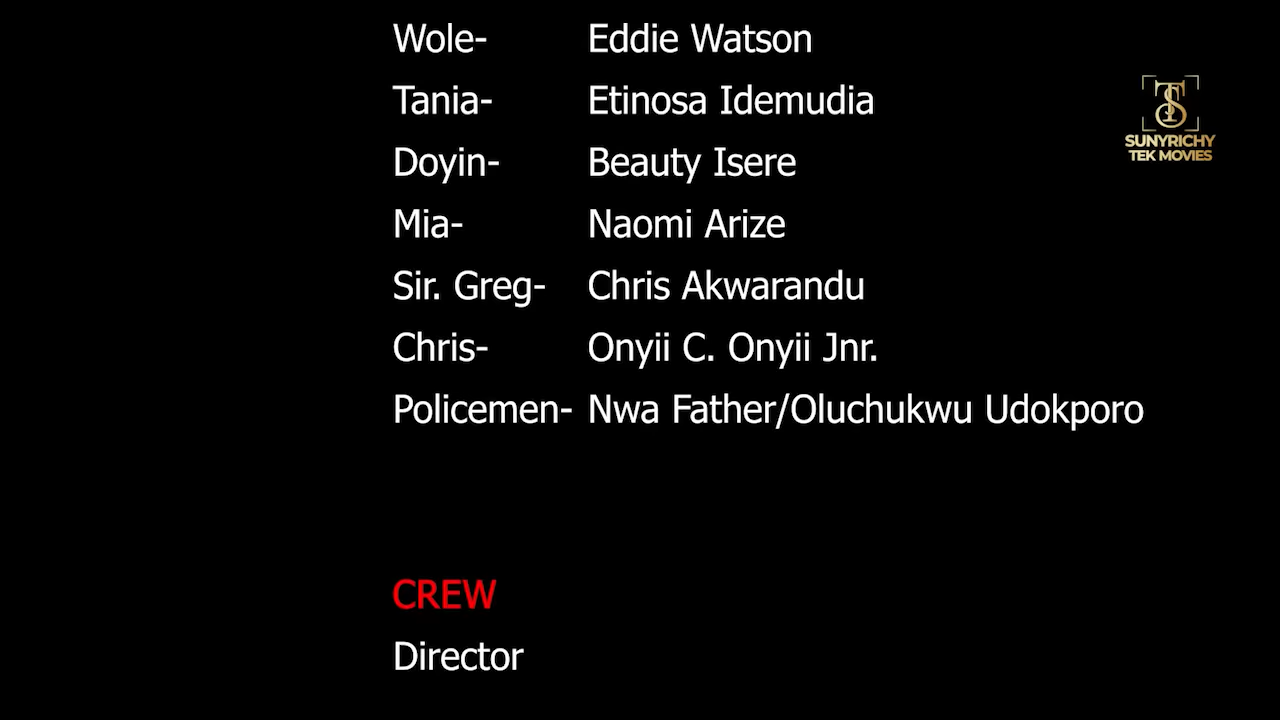 Wole- Eddie Watson
Tania- Etinosa Idemudia
Doyin- Beauty Isere
Mia- Naomi Arize
Sir. Greg- Chris Akwarandu
Chris- Onyii C. Onyii Jnr.
Policemen- Nwa Father/Oluchukwu Udokporo
CREW
Director
SUNYRICHY
TEK MOVIES